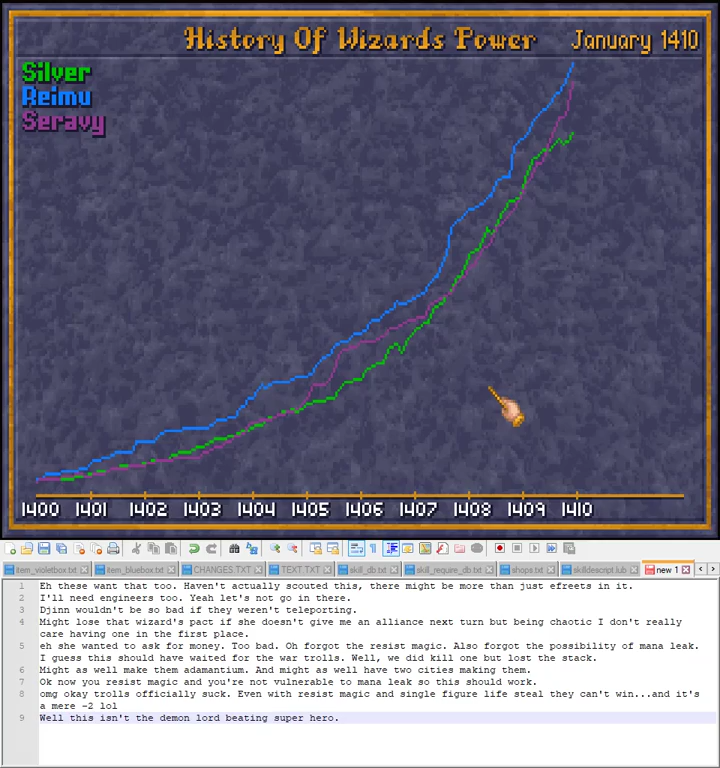 History Of Wizards Power
January 1410
Silver
Reimu
Seravy
1400 1401 1402 1403 1404 1405 1406 1407 1408 1409 1410
item_violetbox.txt item_bluebox.txt CHANGES.TXT TEXT.TXT skill_db.txt skill_require_db.txt shops.txt skilldescript.lub new 1
1 Eh these want that too. Haven't actually scouted this, there might be more than just efreets in it.
2 I'll need engineers too. Yeah let's not go in there.
3 Djinn wouldn't be so bad if they weren't teleporting.
4 Might lose that wizard's pact if she doesn't give me an alliance next turn but being chaotic I don't really
care having one in the first place.
5 eh she wanted to ask for money. Too bad. Oh forgot the resist magic. Also forgot the possibility of mana leak.
I guess this should have waited for the war trolls. Well, we did kill one but lost the stack.
6 Might as well make them adamantium. And might as well have two cities making them.
7 Ok now you resist magic and you're not vulnerable to mana leak so this should work.
8 omg okay trolls officially suck. Even with resist magic and single figure life steal they can't win...and it's
a mere -2 lol
9 Well this isn't the demon lord beating super hero.